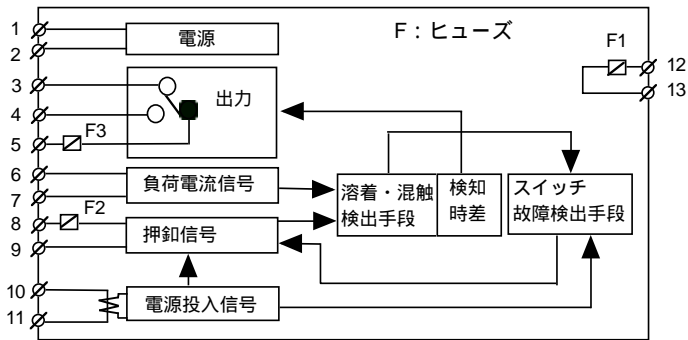 1
2
3
4
5
6
7
8
9
10
11
電源
F：ヒューズ
F1
12
13
出力
F3
負荷電流信号
F2
押釦信号
電源投入信号
溶着・混触
検出手段
検知
時差
スイッチ
故障検出手段